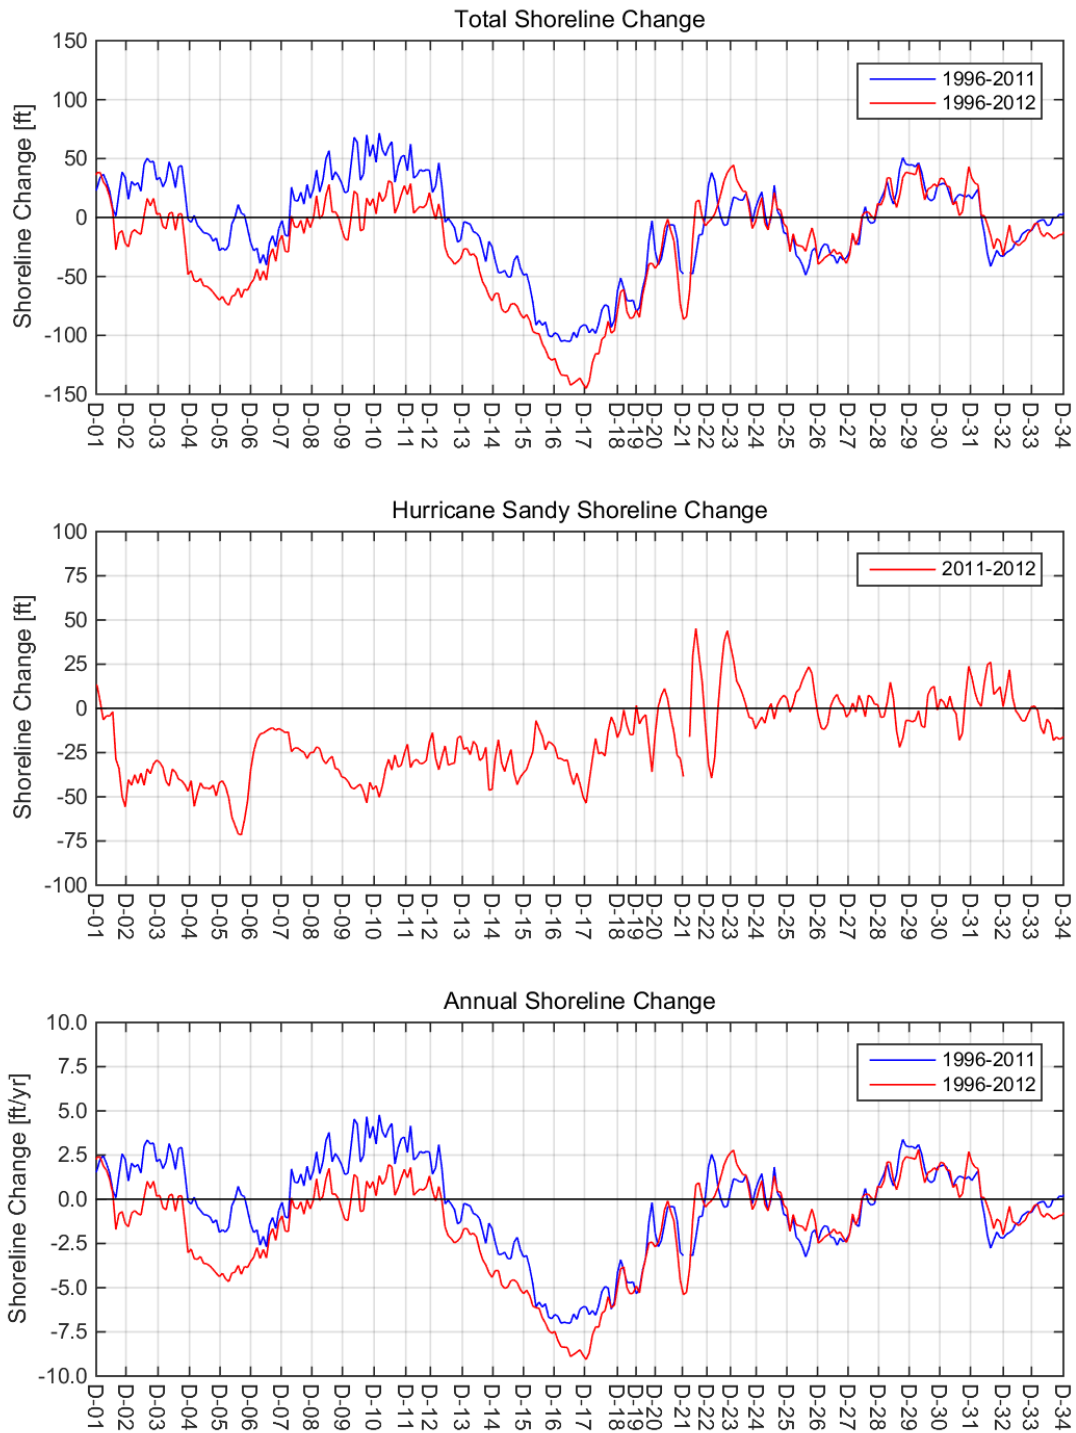 Total Shoreline Change
Shoreline Change [ft]
150
100
50
0
-50
-100
-150
1996-2011
1996-2012
D-01
D-02
D-03
D-04
D-05
D-06
D-07
D-08
D-09
D-10
D-11
D-12
D-13
D-14
D-15
D-16
D-17
D-18
D-19
D-20
D-21
D-22
D-23
D-24
D-25
D-26
D-27
D-28
D-29
D-30
D-31
D-32
D-33
D-34
Hurricane Sandy Shoreline Change
Shoreline Change [ft]
100
75
50
25
0
-25
-50
-75
-100
2011-2012
D-01
D-02
D-03
D-04
D-05
D-06
D-07
D-08
D-09
D-10
D-11
D-12
D-13
D-14
D-15
D-16
D-17
D-18
D-19
D-20
D-21
D-22
D-23
D-24
D-25
D-26
D-27
D-28
D-29
D-30
D-31
D-32
D-33
D-34
Annual Shoreline Change
Shoreline Change [ft/yr]
10.0
7.5
5.0
2.5
0.0
-2.5
-5.0
-7.5
-10.0
1996-2011
1996-2012
D-01
D-02
D-03
D-04
D-05
D-06
D-07
D-08
D-09
D-10
D-11
D-12
D-13
D-14
D-15
D-16
D-17
D-18
D-19
D-20
D-21
D-22
D-23
D-24
D-25
D-26
D-27
D-28
D-29
D-30
D-31
D-32
D-33
D-34